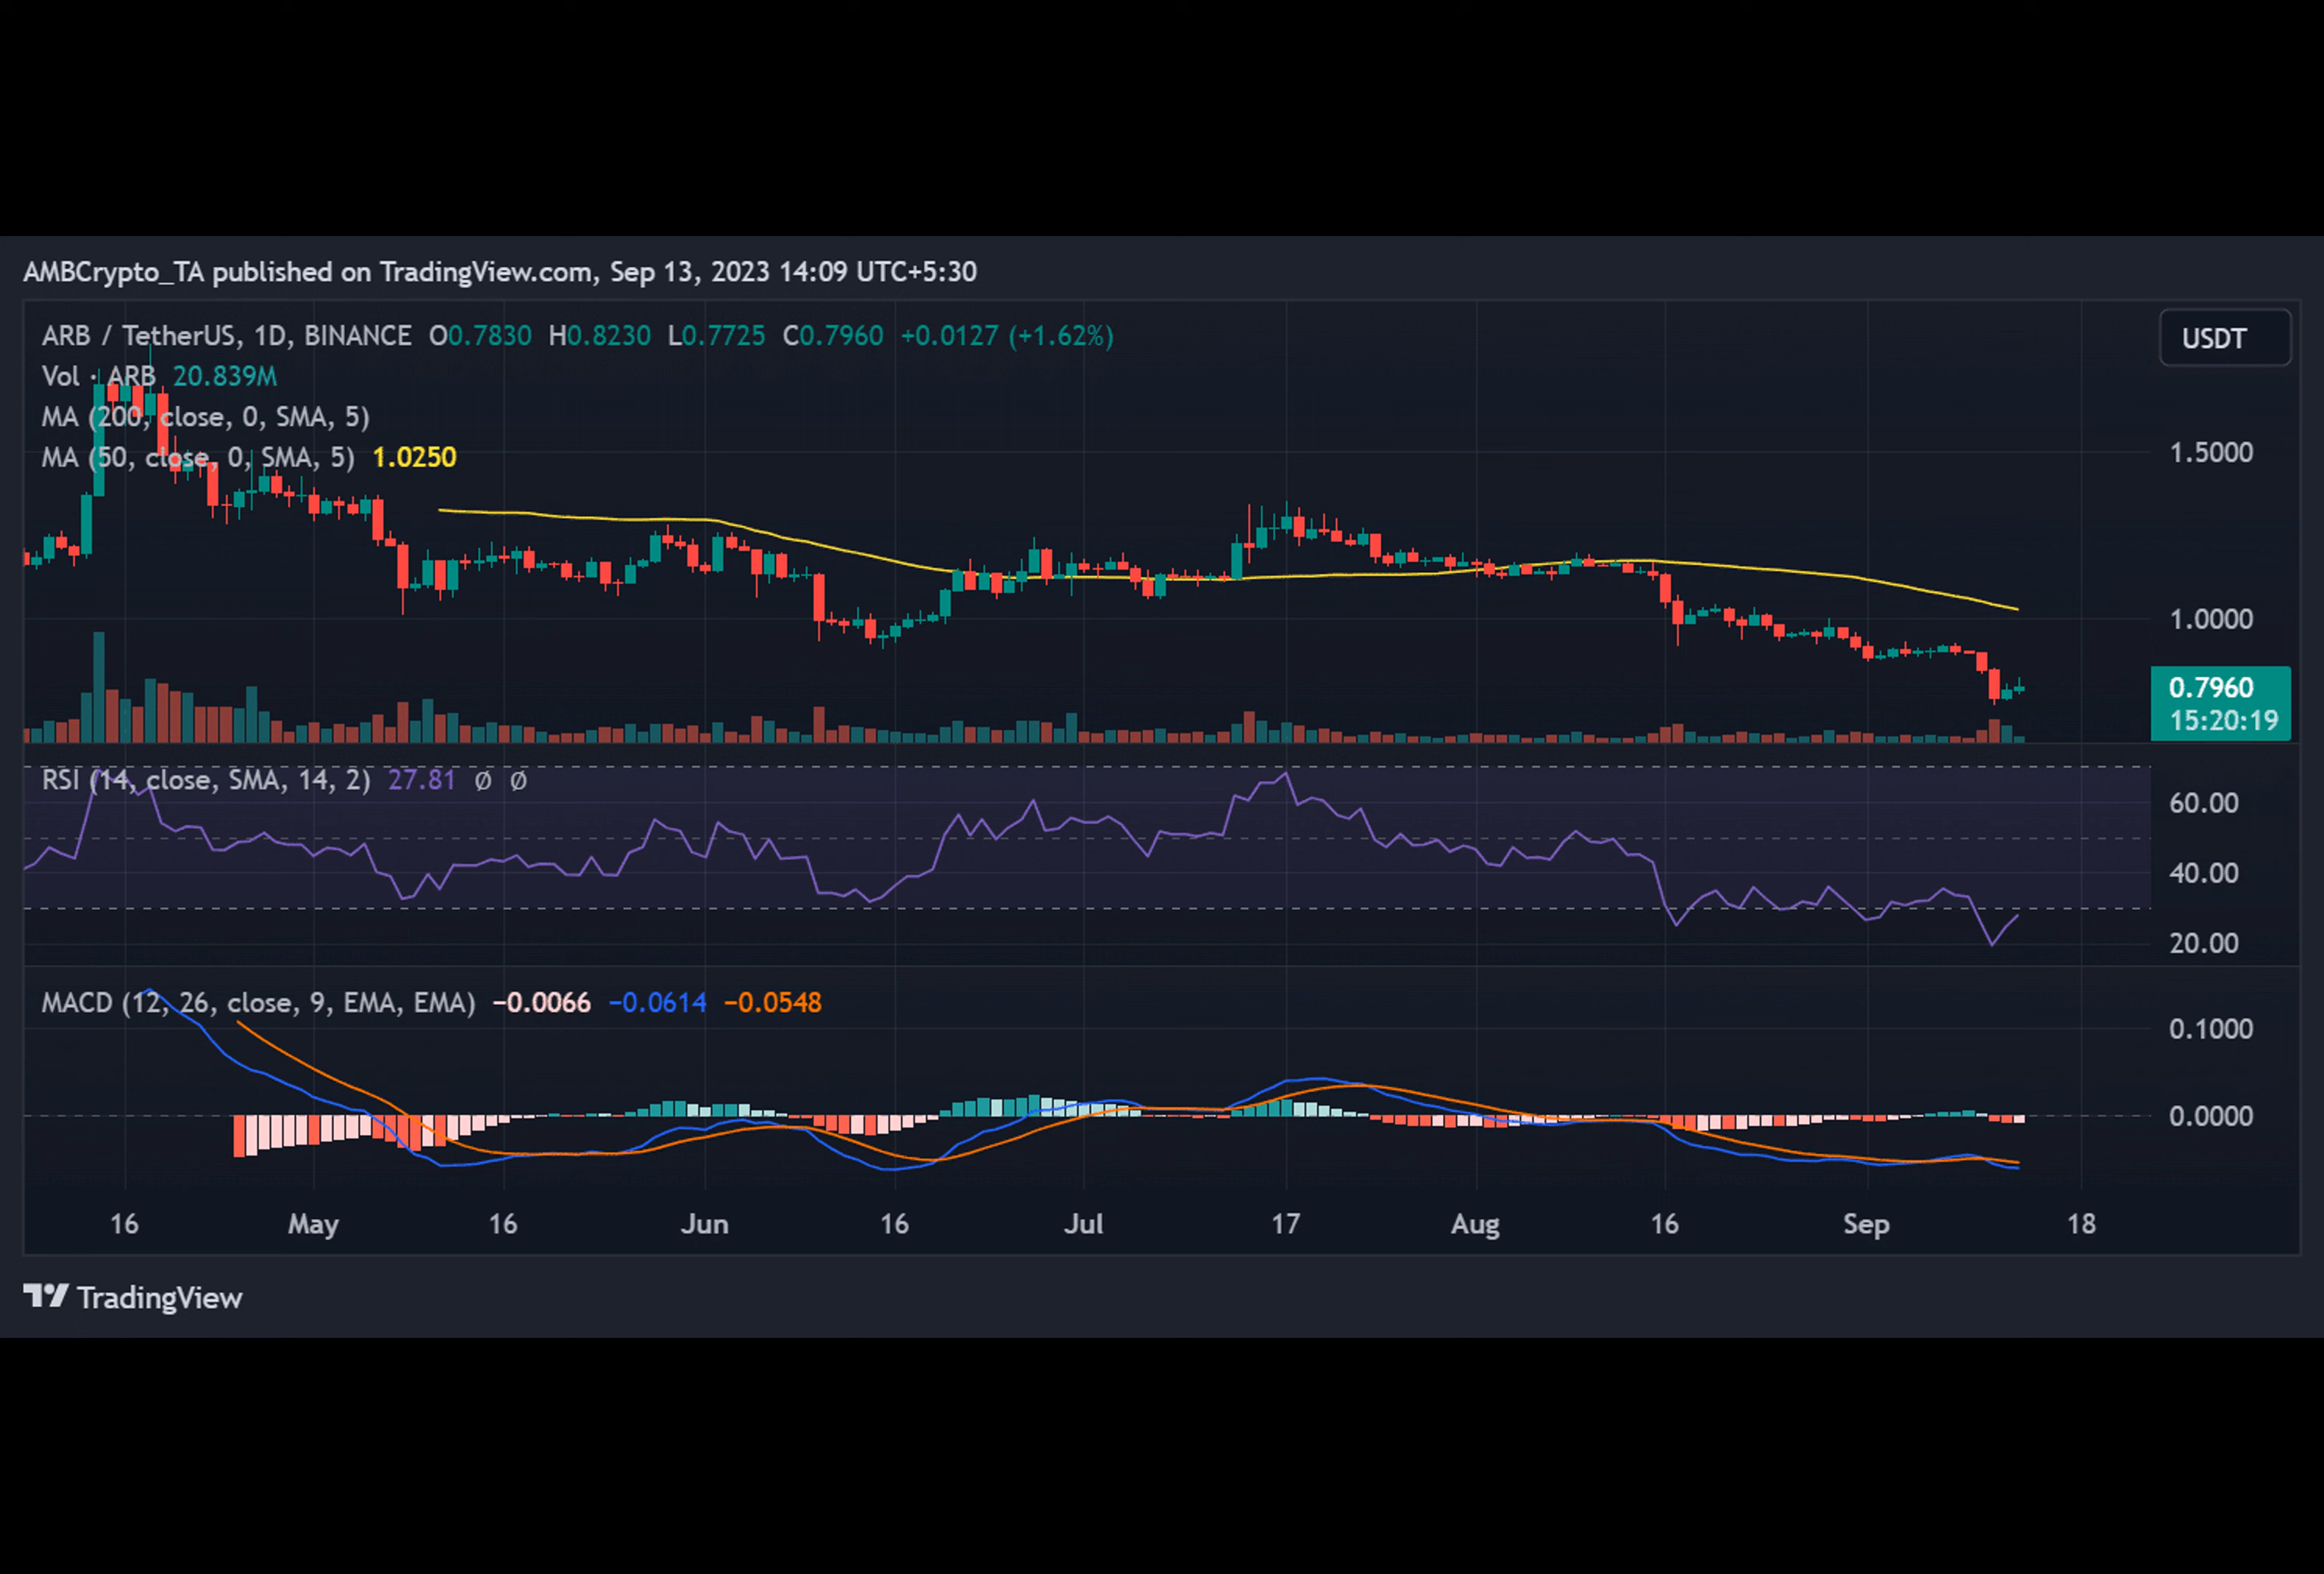 AMBCrypto_TA published on TradingView.com, Sep 13, 2023 14:09 UTC+5:30
ARB / TetherUS, 1D, BINANCE O0.7830 H0.8230 L0.7725 C0.7960 +0.0127 (+1.62%)
USDT
Vol · ARB 20.839M
MA (200, close, 0, SMA, 5)
MA (50, close, 0, SMA, 5) 1.0250
1.5000
1.0000
0.7960
15:20:19
RSI (14, close, SMA, 14, 2) 27.81 Ø Ø
60.00
40.00
20.00
MACD (12, 26, close, 9, EMA, EMA) −0.0066 −0.0614 −0.0548
0.1000
0.0000
16 May 16 Jun 16 Jul 17 Aug 16 Sep 18
TradingView